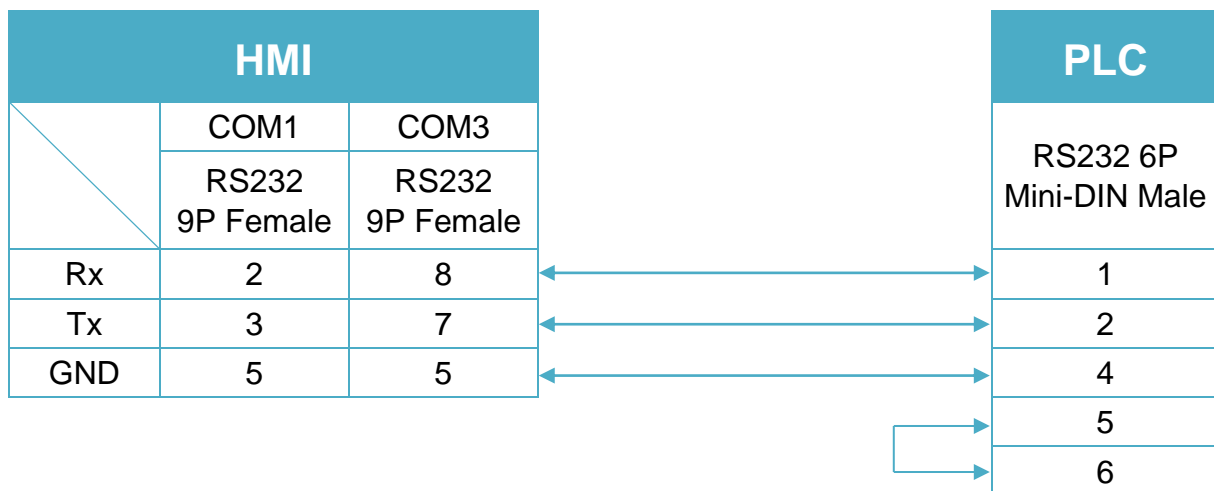 HMI
PLC
COM1 COM3
RS232
9P Female
RS232
9P Female
RS232 6P
Mini-DIN Male
Rx 2 8 1
Tx 3 7 2
GND 5 5 4
5
6